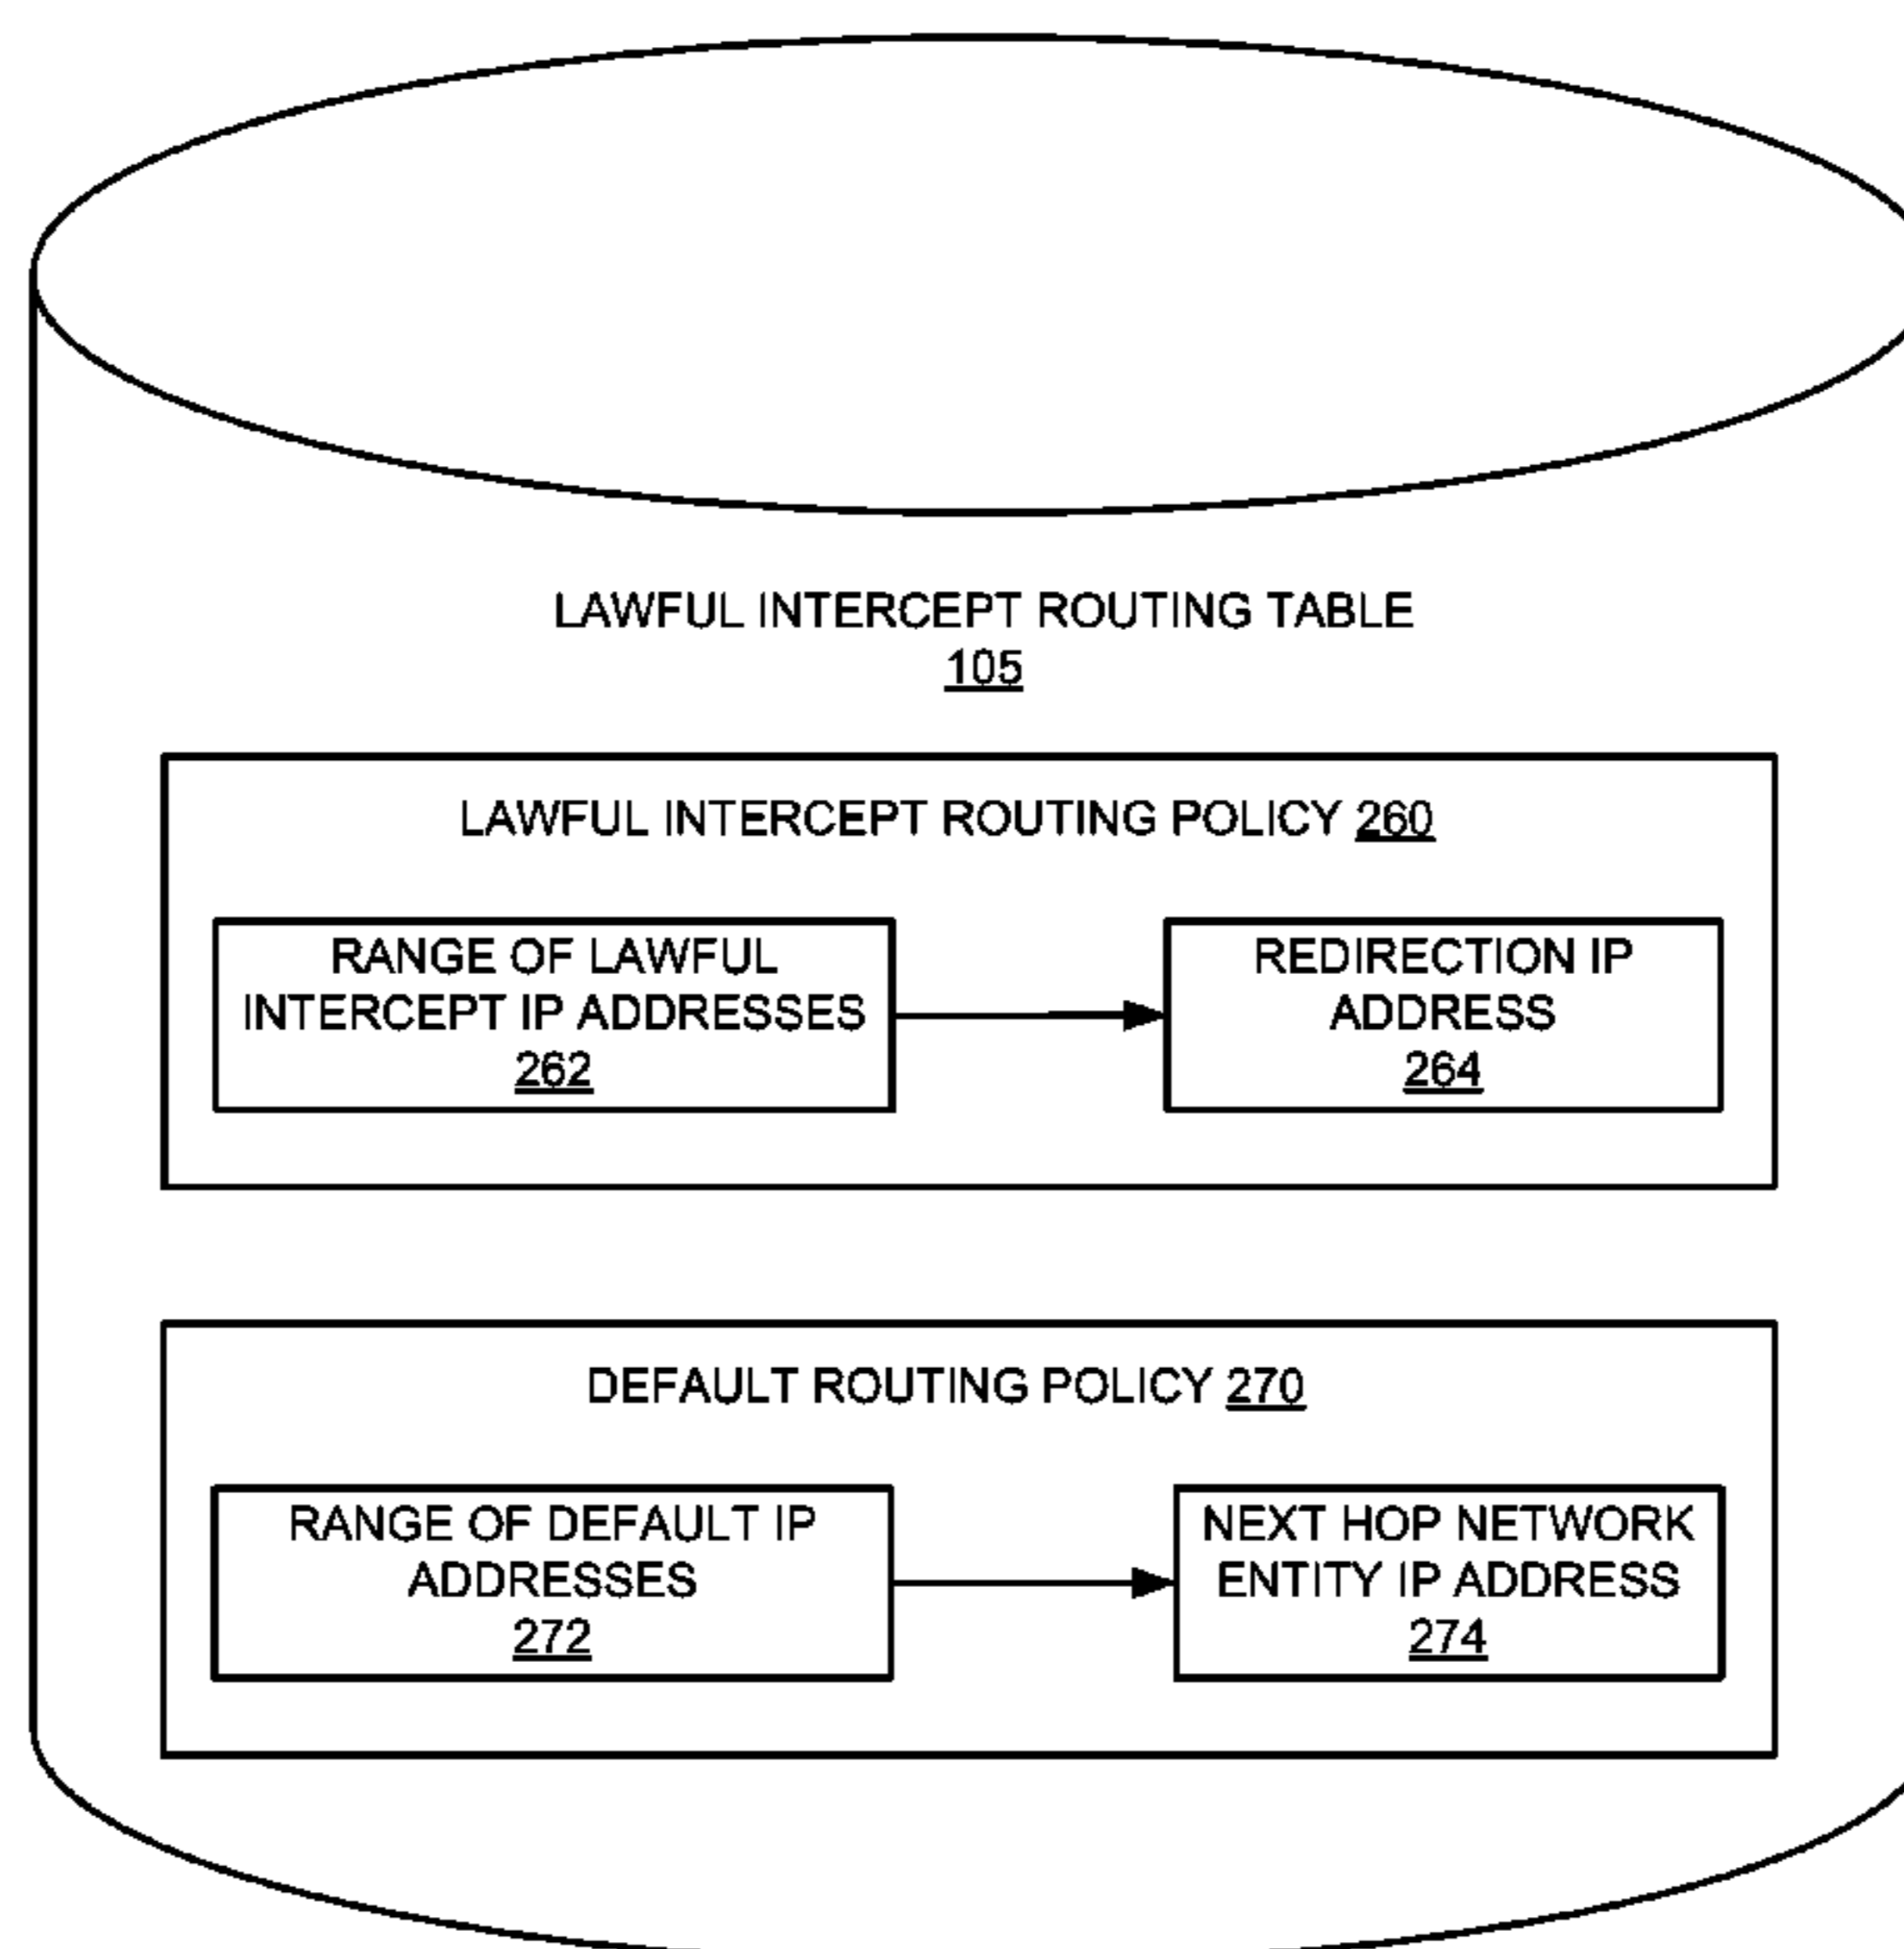 LAWFUL INTERCEPT ROUTING TABLE
105
LAWFUL INTERCEPT ROUTING POLICY 260
RANGE OF LAWFUL
INTERCEPT IP ADDRESSES
262
REDIRECTION IP
ADDRESS
264
DEFAULT ROUTING POLICY 270
RANGE OF DEFAULT IP
ADDRESSES
272
NEXT HOP NETWORK
ENTITY IP ADDRESS
274